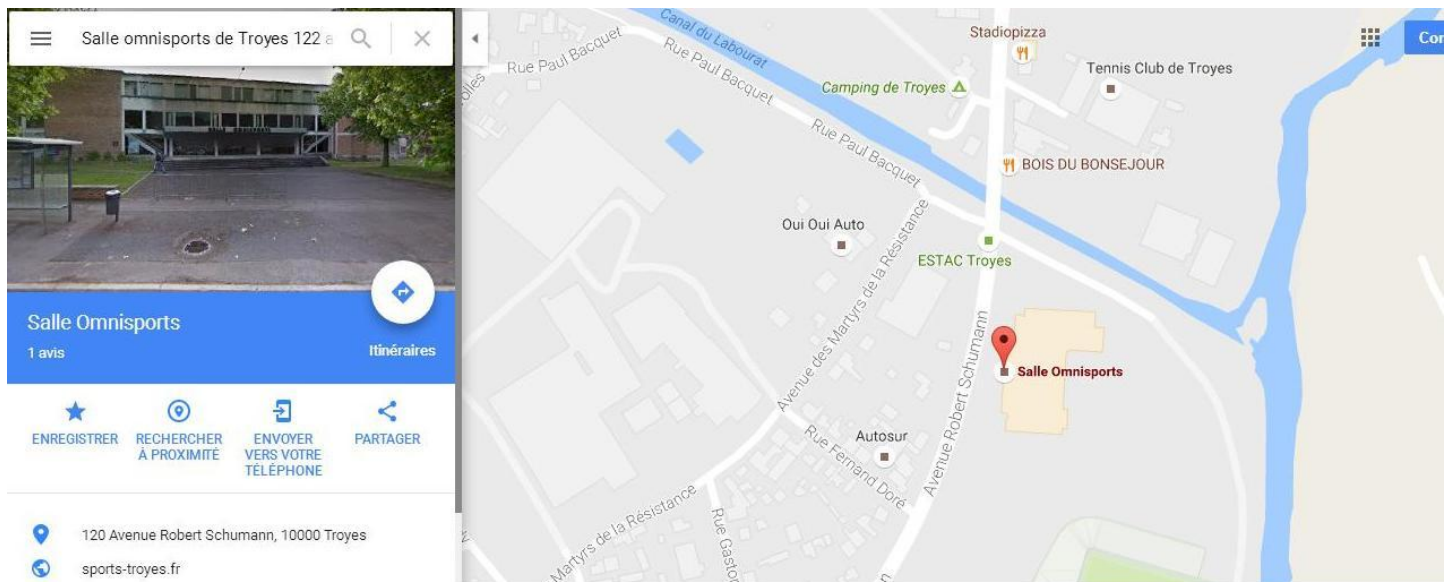 Salle omnisports de Troyes 122 a
Salle Omnisports
1 avis
Itinéraires
ENREGISTRER
RECHERCHER
À PROXIMITÉ
ENVOYER
VERS VOTRE
TÉLÉPHONE
PARTAGER
120 Avenue Robert Schumann, 10000 Troyes
sports-troyes.fr
Rue Paul Bacquet
Canal du Labourat
Rue Paul Bacquet
Stadiopizza
Con
Camping de Troyes
Tennis Club de Troyes
Rue Paul Bacquet
BOIS DU BONSEJOUR
Oui Oui Auto
ESTAC Troyes
Avenue des Martyrs de la Résistance
Avenue Robert Schumann
Salle Omnisports
Autosur
Rue Fernand Doré
Martyrs de la Résistance
Rue Gaston